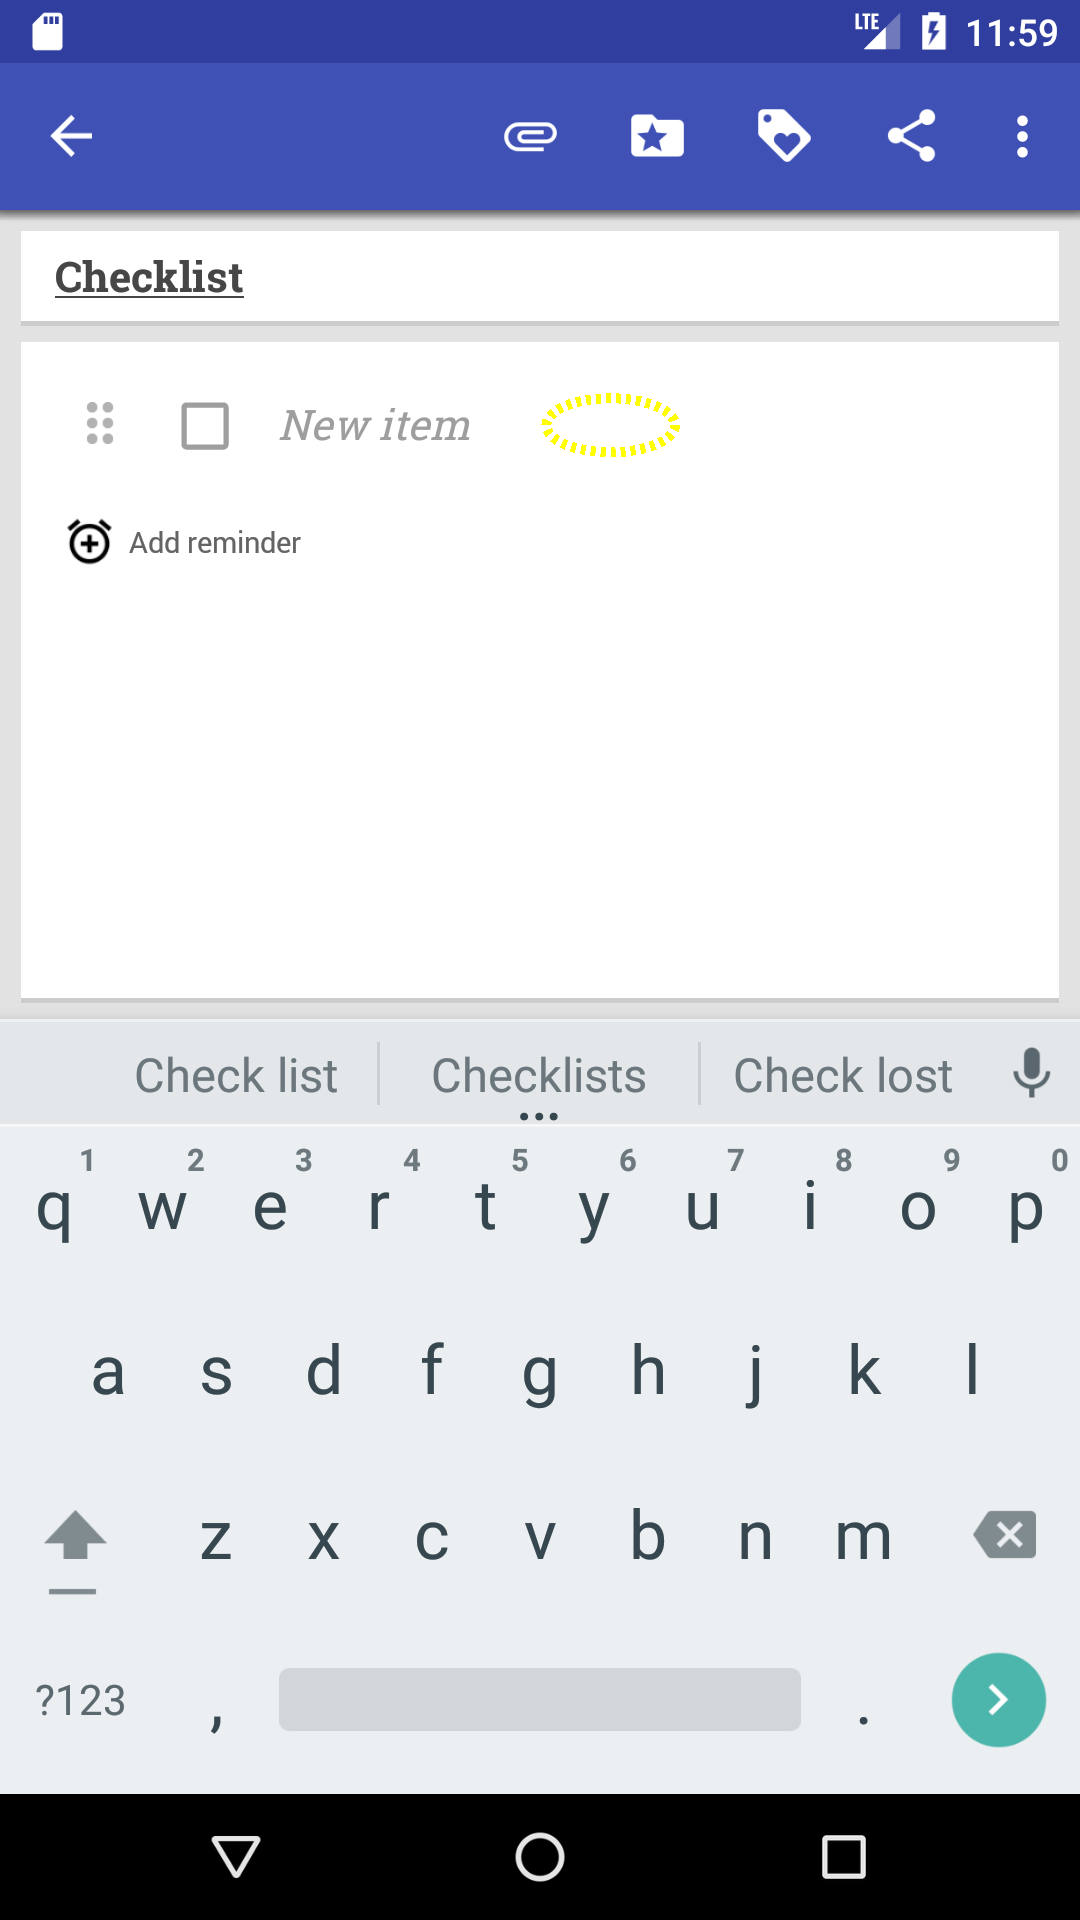 LTE 11:59
Checklist
New item
Add reminder
Check list Checklists Check lost
1 2 3 4 5 6 7 8 9 0
q w e r t y u i o p
a s d f g h j k l
z x c v b n m
?123 , .